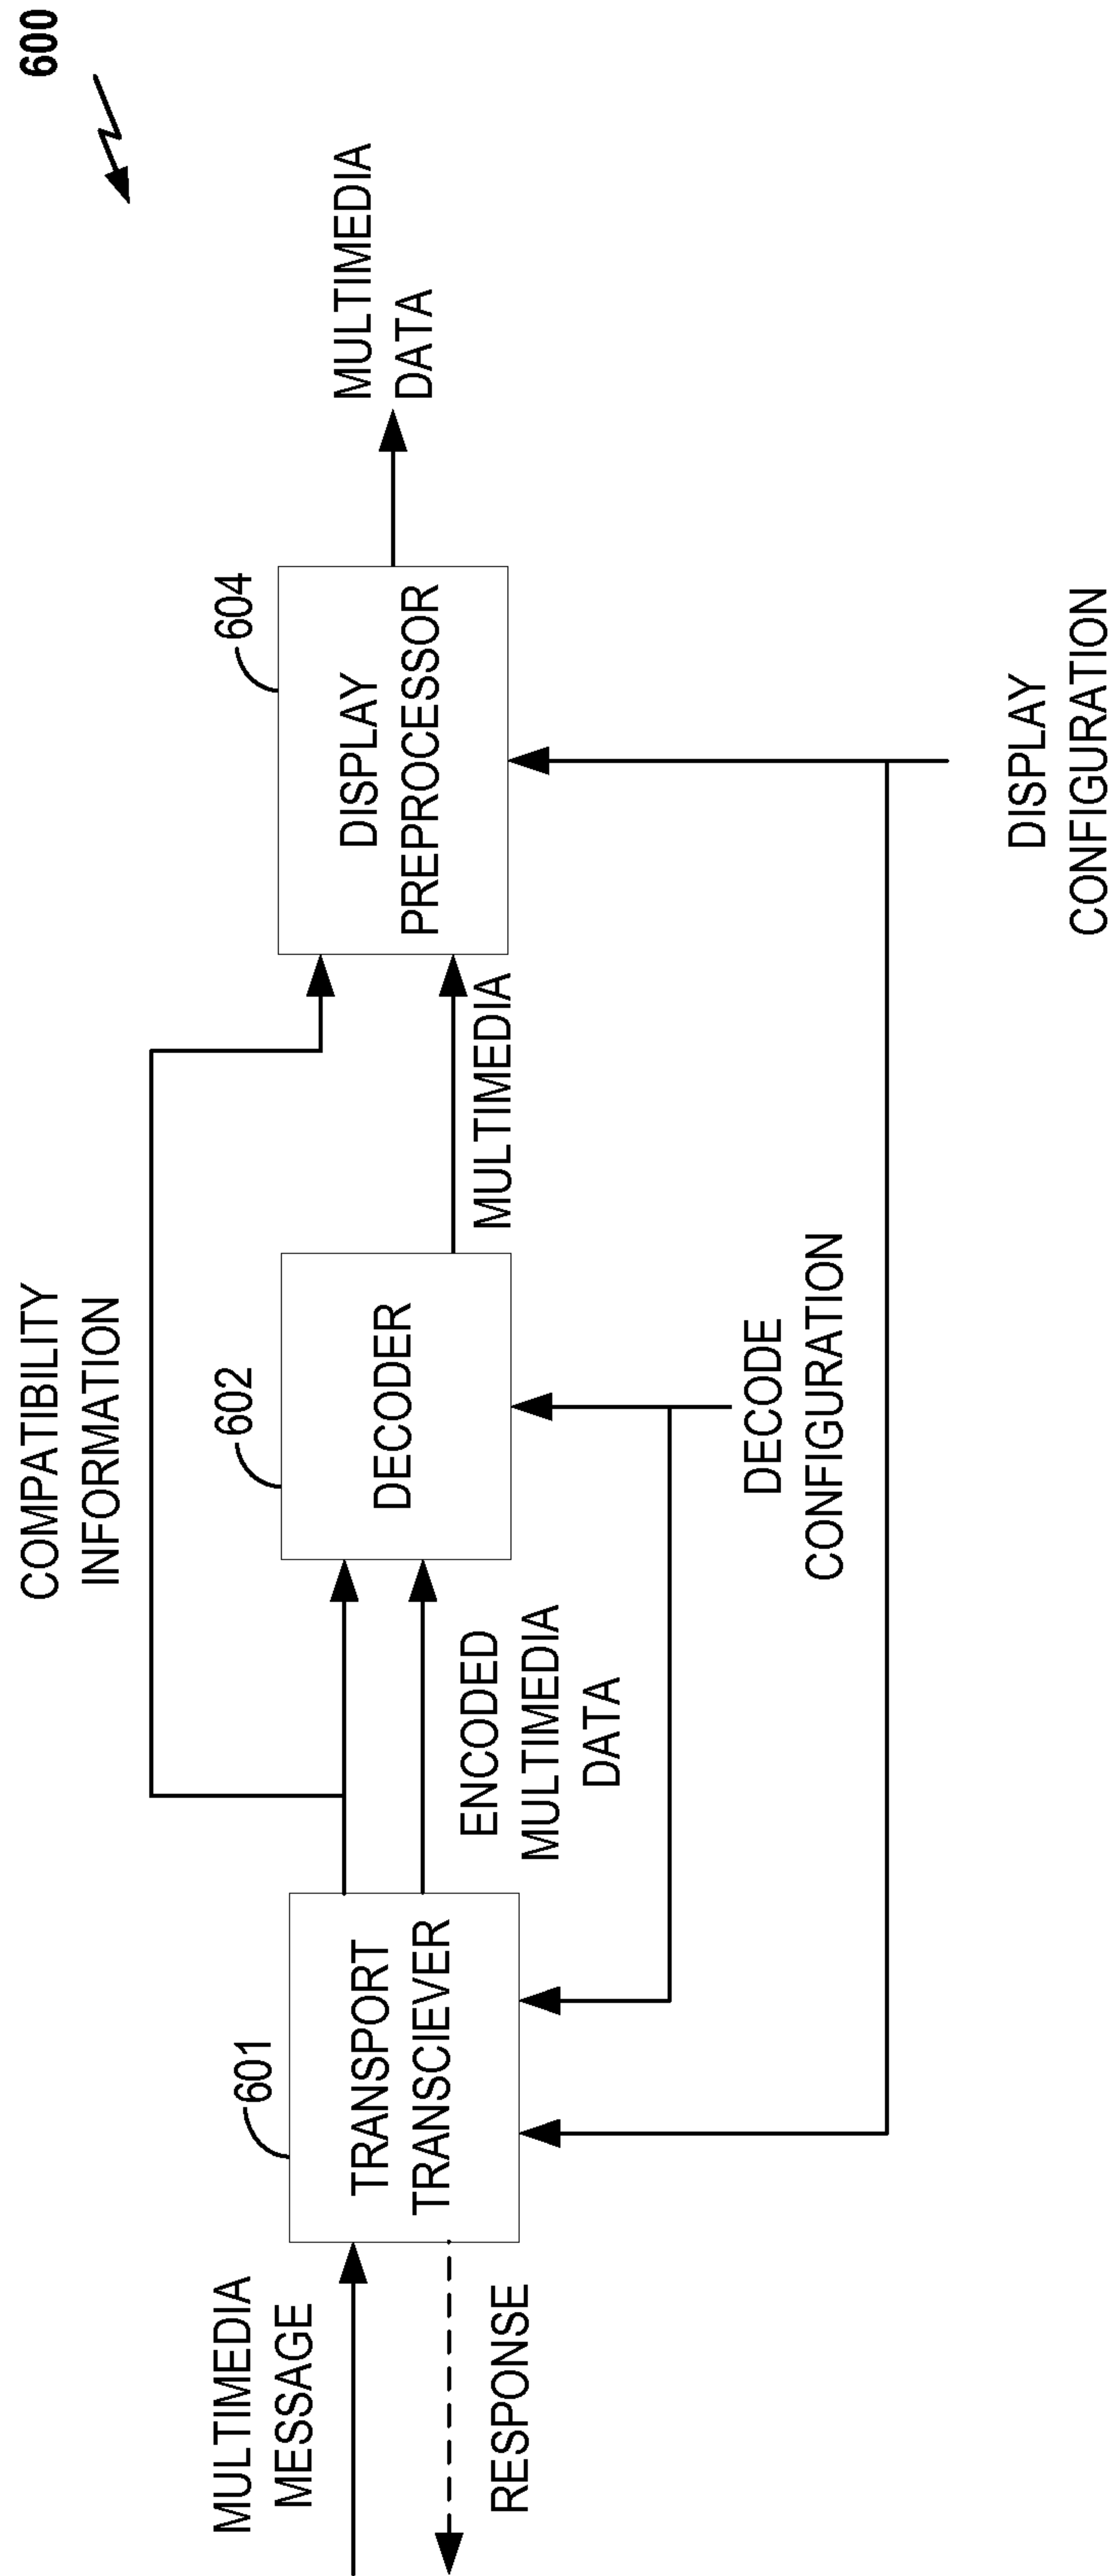 600
COMPATIBILITY
INFORMATION
MULTIMEDIA
MESSAGE
RESPONSE
601
TRANSPORT
TRANSCIEVER
ENCODED
MULTIMEDIA
DATA
602
DECODER
MULTIMEDIA
604
DISPLAY
PREPROCESSOR
MULTIMEDIA
DATA
DECODE
CONFIGURATION
DISPLAY
CONFIGURATION